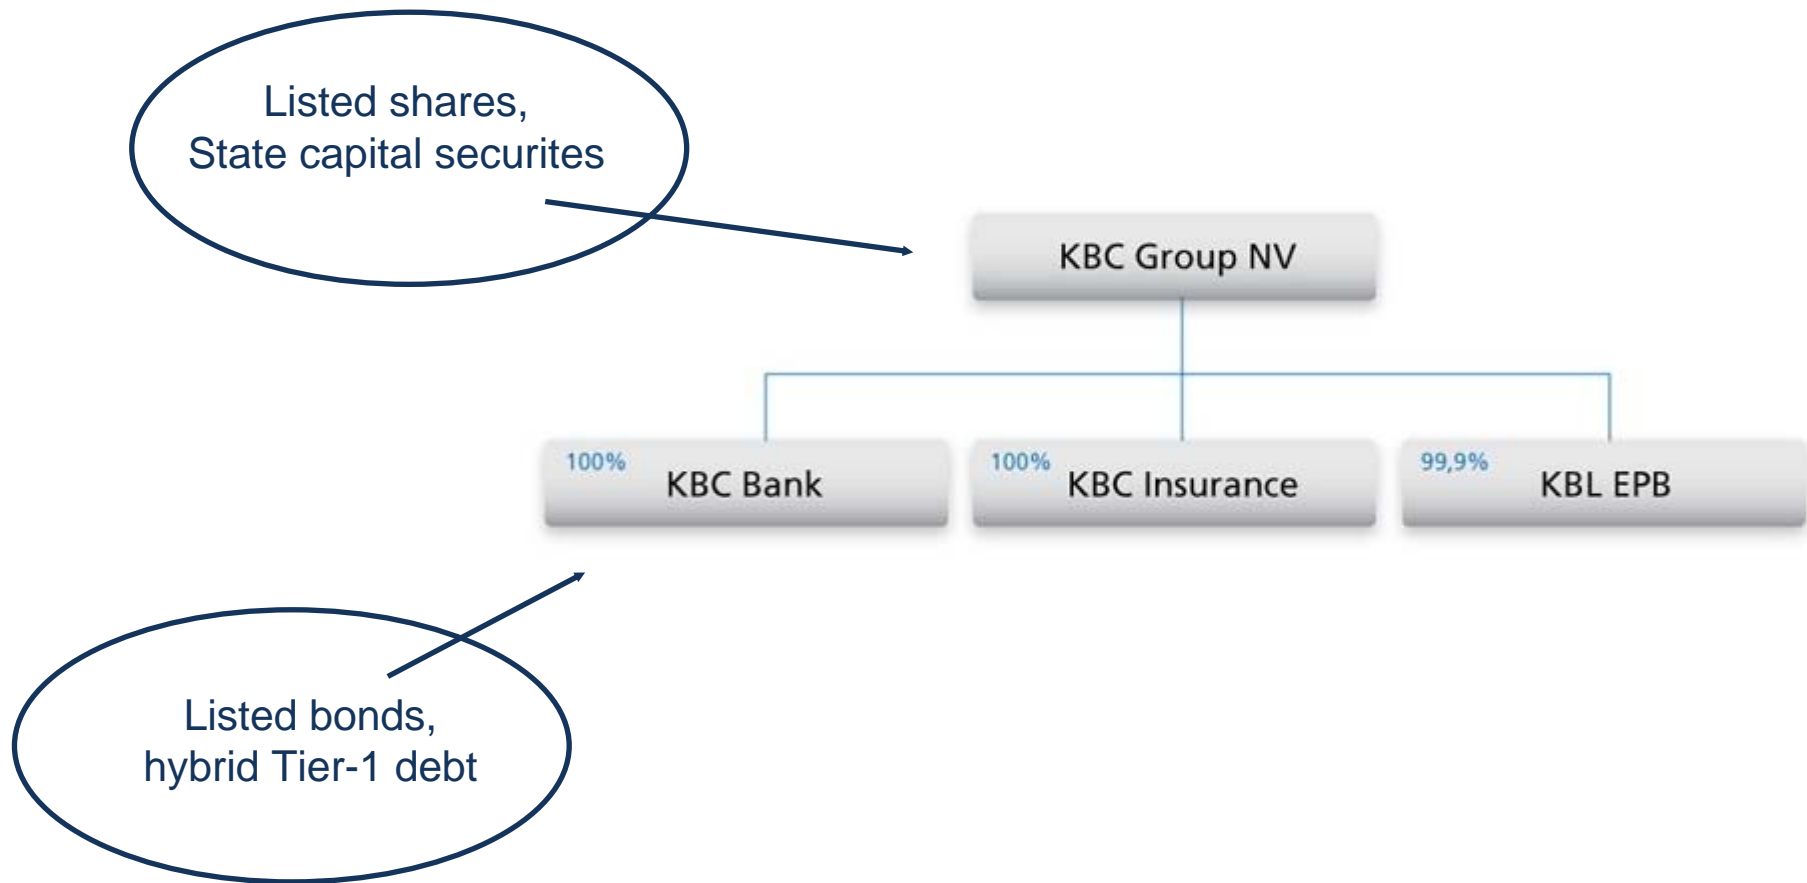 Listed shares,
State capital securites
KBC Group NV
100%
KBC Bank
100%
KBC Insurance
99,9%
KBL EPB
Listed bonds,
hybrid Tier-1 debt